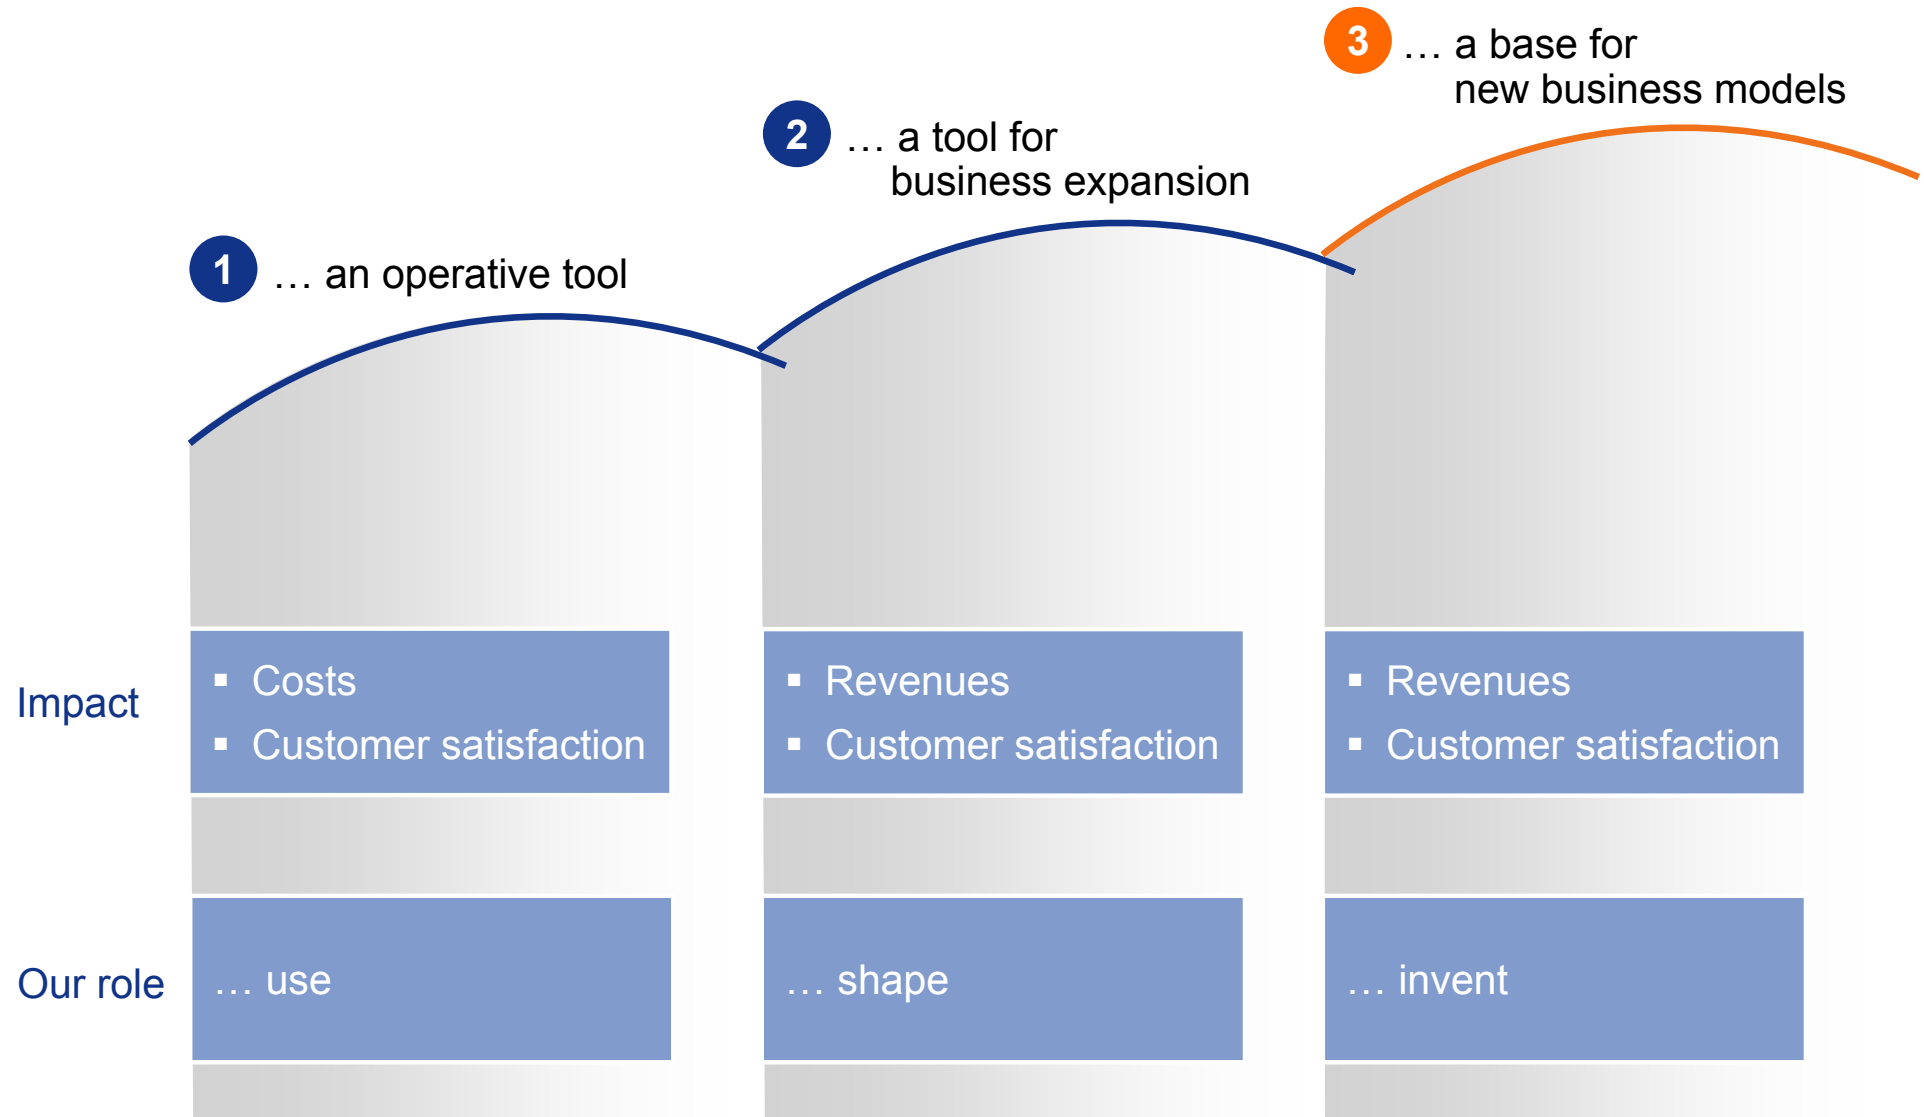 3 … a base for
new business models
2 … a tool for
business expansion
1 … an operative tool
Impact
▪ Costs
▪ Customer satisfaction
▪ Revenues
▪ Customer satisfaction
▪ Revenues
▪ Customer satisfaction
Our role
… use
… shape
… invent